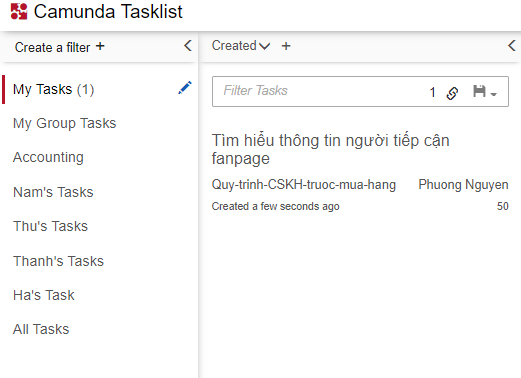 Camunda Tasklist
Create a filter +
My Tasks (1)
My Group Tasks
Accounting
Nam's Tasks
Thu's Tasks
Thanh's Tasks
Ha's Task
All Tasks
Created +
Filter Tasks 1
Tìm hiểu thông tin người tiếp cận
fanpage
Quy-trinh-CSKH-truoc-mua-hang Phuong Nguyen
Created a few seconds ago 50